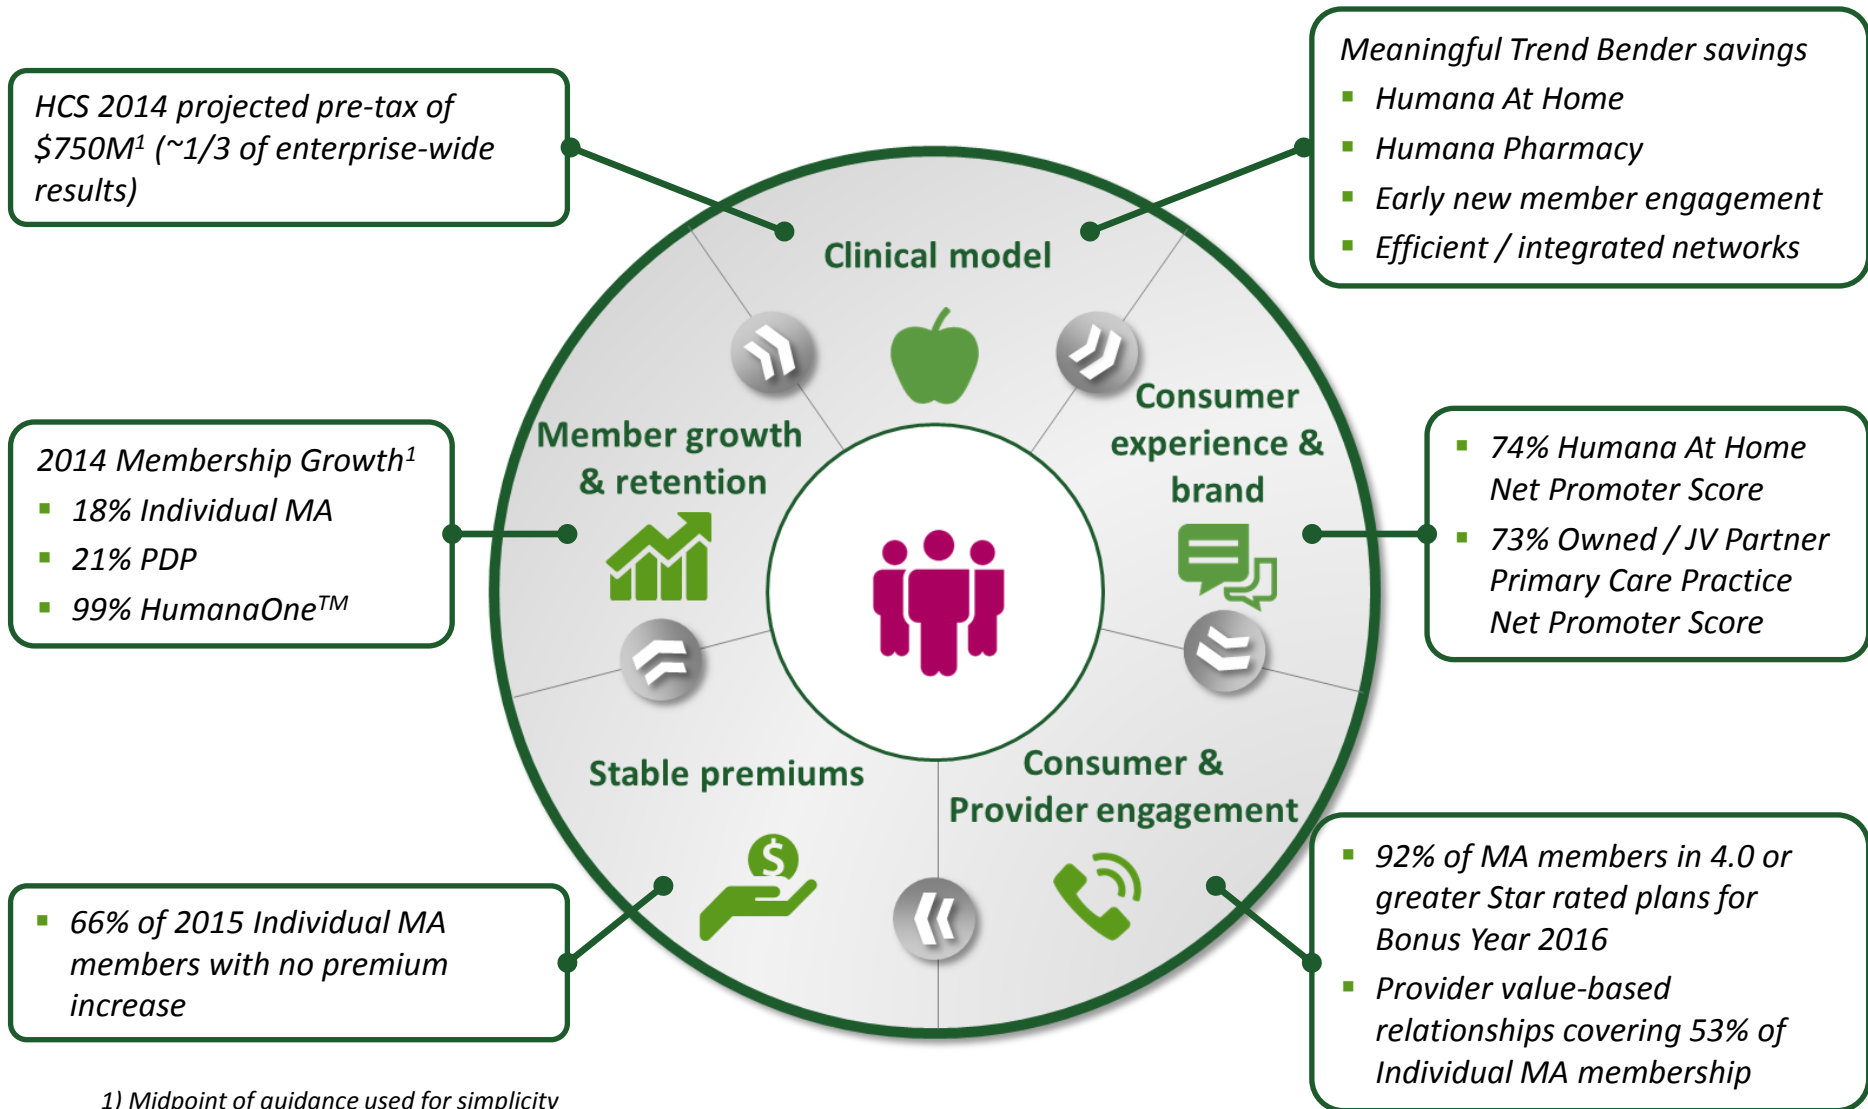 HCS 2014 projected pre-tax of
$750M1 (~1/3 of enterprise-wide
results)
Meaningful Trend Bender savings
▪ Humana At Home
▪ Humana Pharmacy
▪ Early new member engagement
▪ Efficient / integrated networks
Clinical model
Consumer
experience &
brand
Member growth
& retention
2014 Membership Growth1
▪ 18% Individual MA
▪ 21% PDP
▪ 99% HumanaOneTM
▪ 74% Humana At Home
Net Promoter Score
▪ 73% Owned / JV Partner
Primary Care Practice
Net Promoter Score
Stable premiums
$
Consumer &
Provider engagement
▪ 66% of 2015 Individual MA
members with no premium
increase
▪ 92% of MA members in 4.0 or
greater Star rated plans for
Bonus Year 2016
▪ Provider value-based
relationships covering 53% of
Individual MA membership
1) Midpoint of guidance used for simplicity